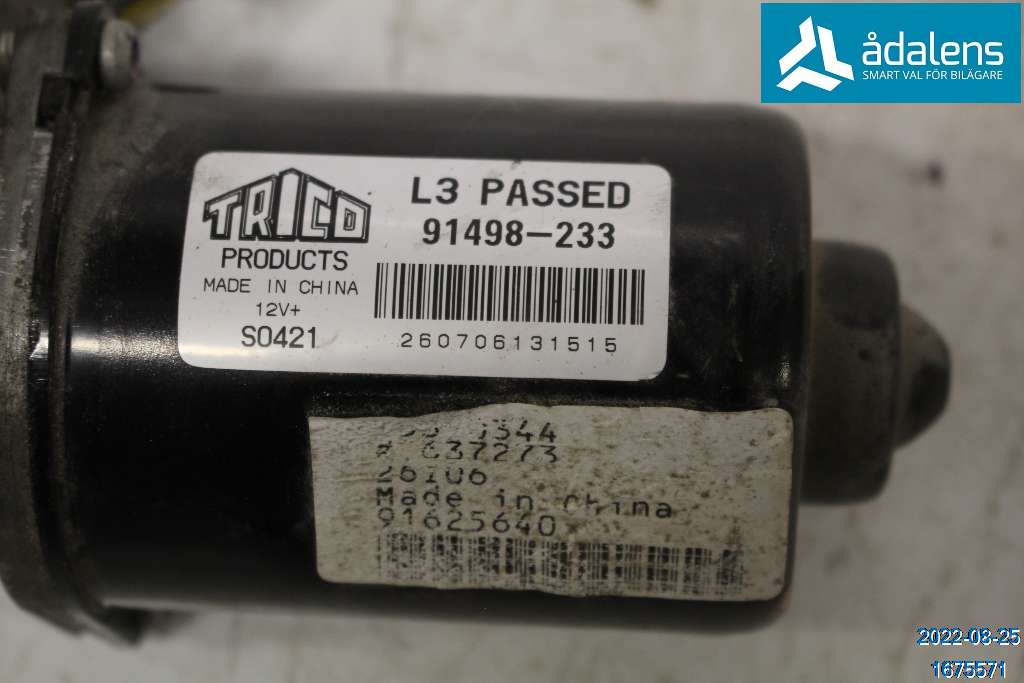 ådalens
SMART VAL FÖR BILÄGARE
TRICO
PRODUCTS
MADE IN CHINA
12V+
S0421
L3 PASSED
91498-233
260706131515
637273
Made in china
91625640
2022-08-25
1675571